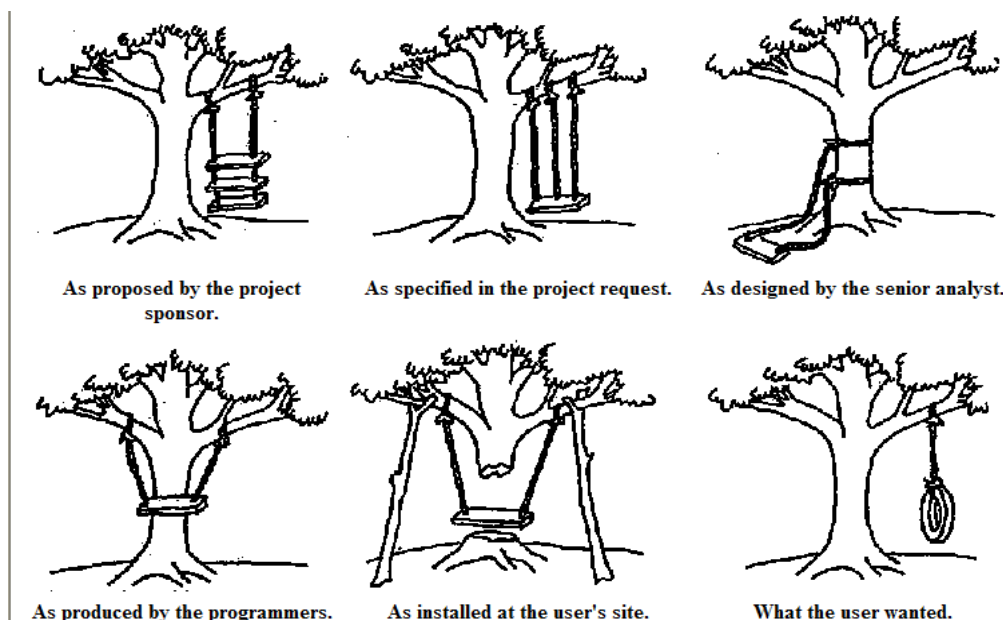 As proposed by the project
sponsor.
As specified in the project request.
As designed by the senior analyst.
As produced by the programmers.
As installed at the user's site.
What the user wanted.